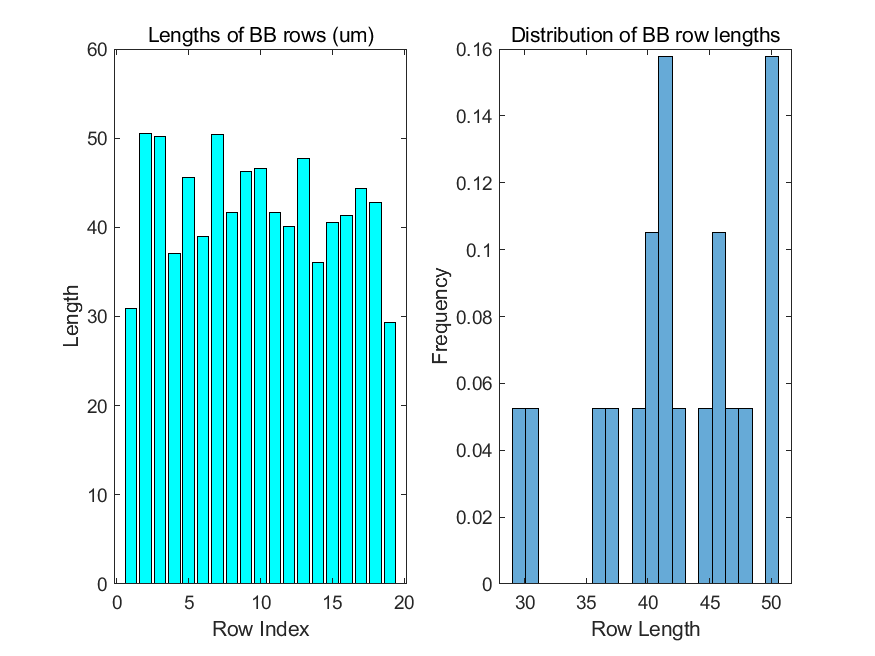 Lengths of BB rows (um)
60
50
40
30
20
10
0
Length
0 5 10 15 20
Row Index
Distribution of BB row lengths
0.16
0.14
0.12
0.1
0.08
0.06
0.04
0.02
0
Frequency
30 35 40 45 50
Row Length